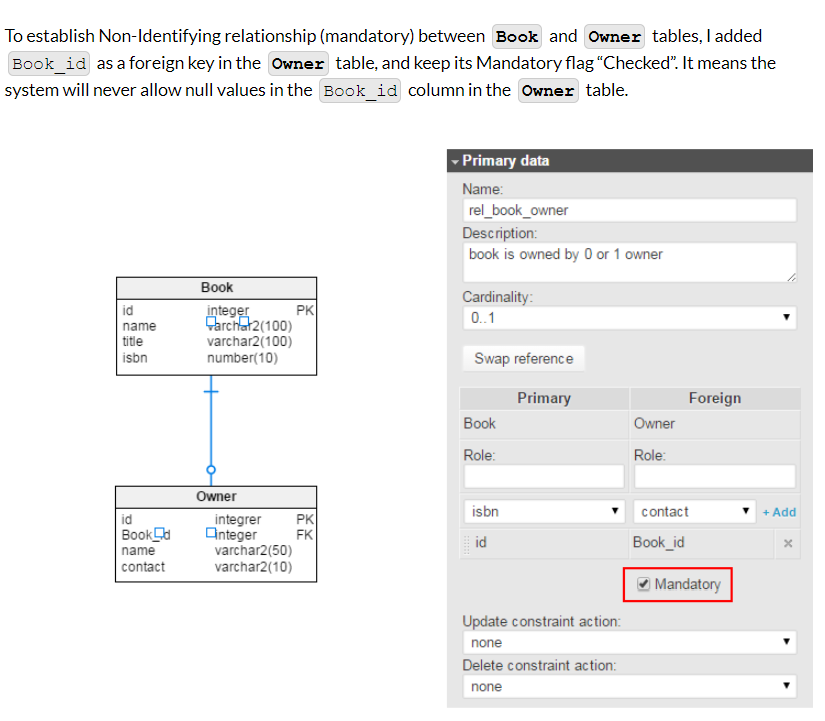 To establish Non-Identifying relationship (mandatory) between Book and Owner tables, I added
Book_id as a foreign key in the Owner table, and keep its Mandatory flag “Checked”. It means the
system will never allow null values in the Book_id column in the Owner table.
Book
id integer PK
name varchar2(100)
title varchar2(100)
isbn number(10)
Owner
id integrer PK
Book_id integer FK
name varchar2(50)
contact varchar2(10)
Primary data
Name:
rel_book_owner
Description:
book is owned by 0 or 1 owner
Cardinality:
0..1
Swap reference
Primary Foreign
Book Owner
Role: Role:
isbn contact + Add
id Book_id ×
Mandatory
Update constraint action:
none
Delete constraint action:
none